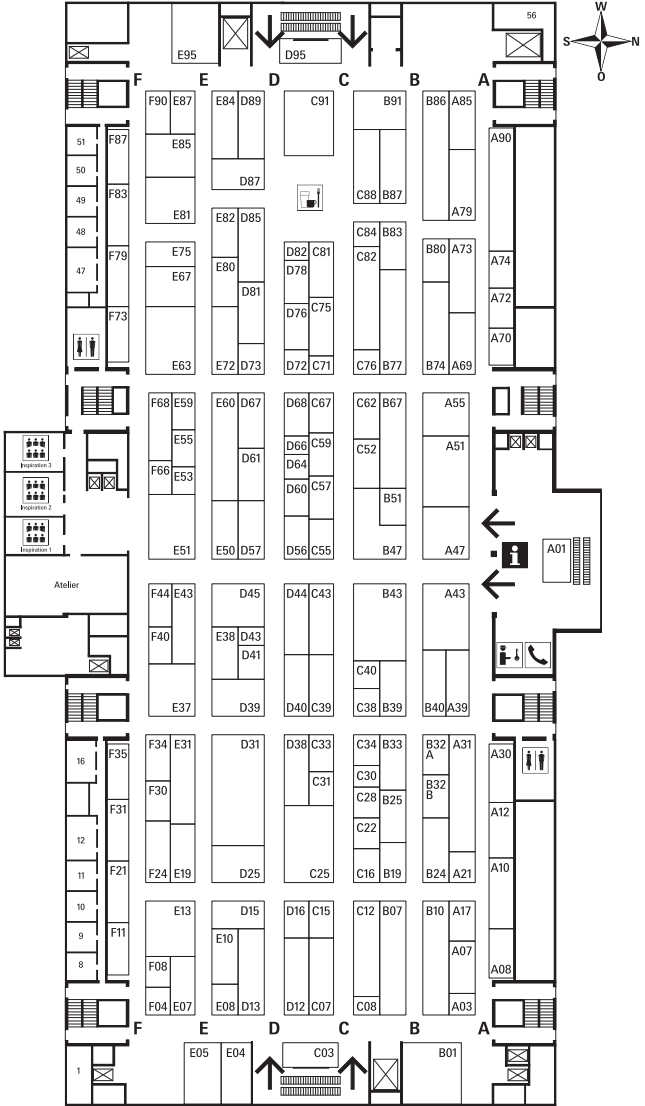 56
W
S N
O
E95 D95
F E D C B A
F90 E87 E84 D89 C91 B91 B86 A85
51 F87 A90
E85
50
D87
49 F83 C88 B87
E81 A79
48
E82 D85 C84 B83
E75 D82 C81 C82 B80 A73
47 F79 E80 D78 A74
E67
D81 C75 A72
F73 D76
A70
E63 E72 D73 D72 C71 C76 B77 B74 A69
F68 E59 E60 D67 D68 C67 C62 B67 A55
E55 D66 C59 C52 A51
Inspiration 3
F66 E53 D61 D64
D60 C57
B51
Inspiration 2
Inspiration 1
E51 E50 D57 D56 C55 B47 A47 A01
i
Atelier
F44 E43 D45 D44 C43 B43 A43
F40 E38 D43
D41
C40
E37 D39 D40 C39 C38 B39 B40 A39
F34 E31 D31 D38 C33 C34 B33 B32 A A31
16 F35 A30
F30 C31 C30 B32 B
C28 B25
F31 A12
12 C22
11 F21 F24 E19 D25 C25 C16 B19 B24 A21 A10
10 E13 D15 D16 C15 C12 B07 B10 A17
9 F11 E10
A07
8 F08 A08
F04 E07 E08 D13 D12 C07 C08 A03
F E D C B A
1 E05 E04 C03 B01